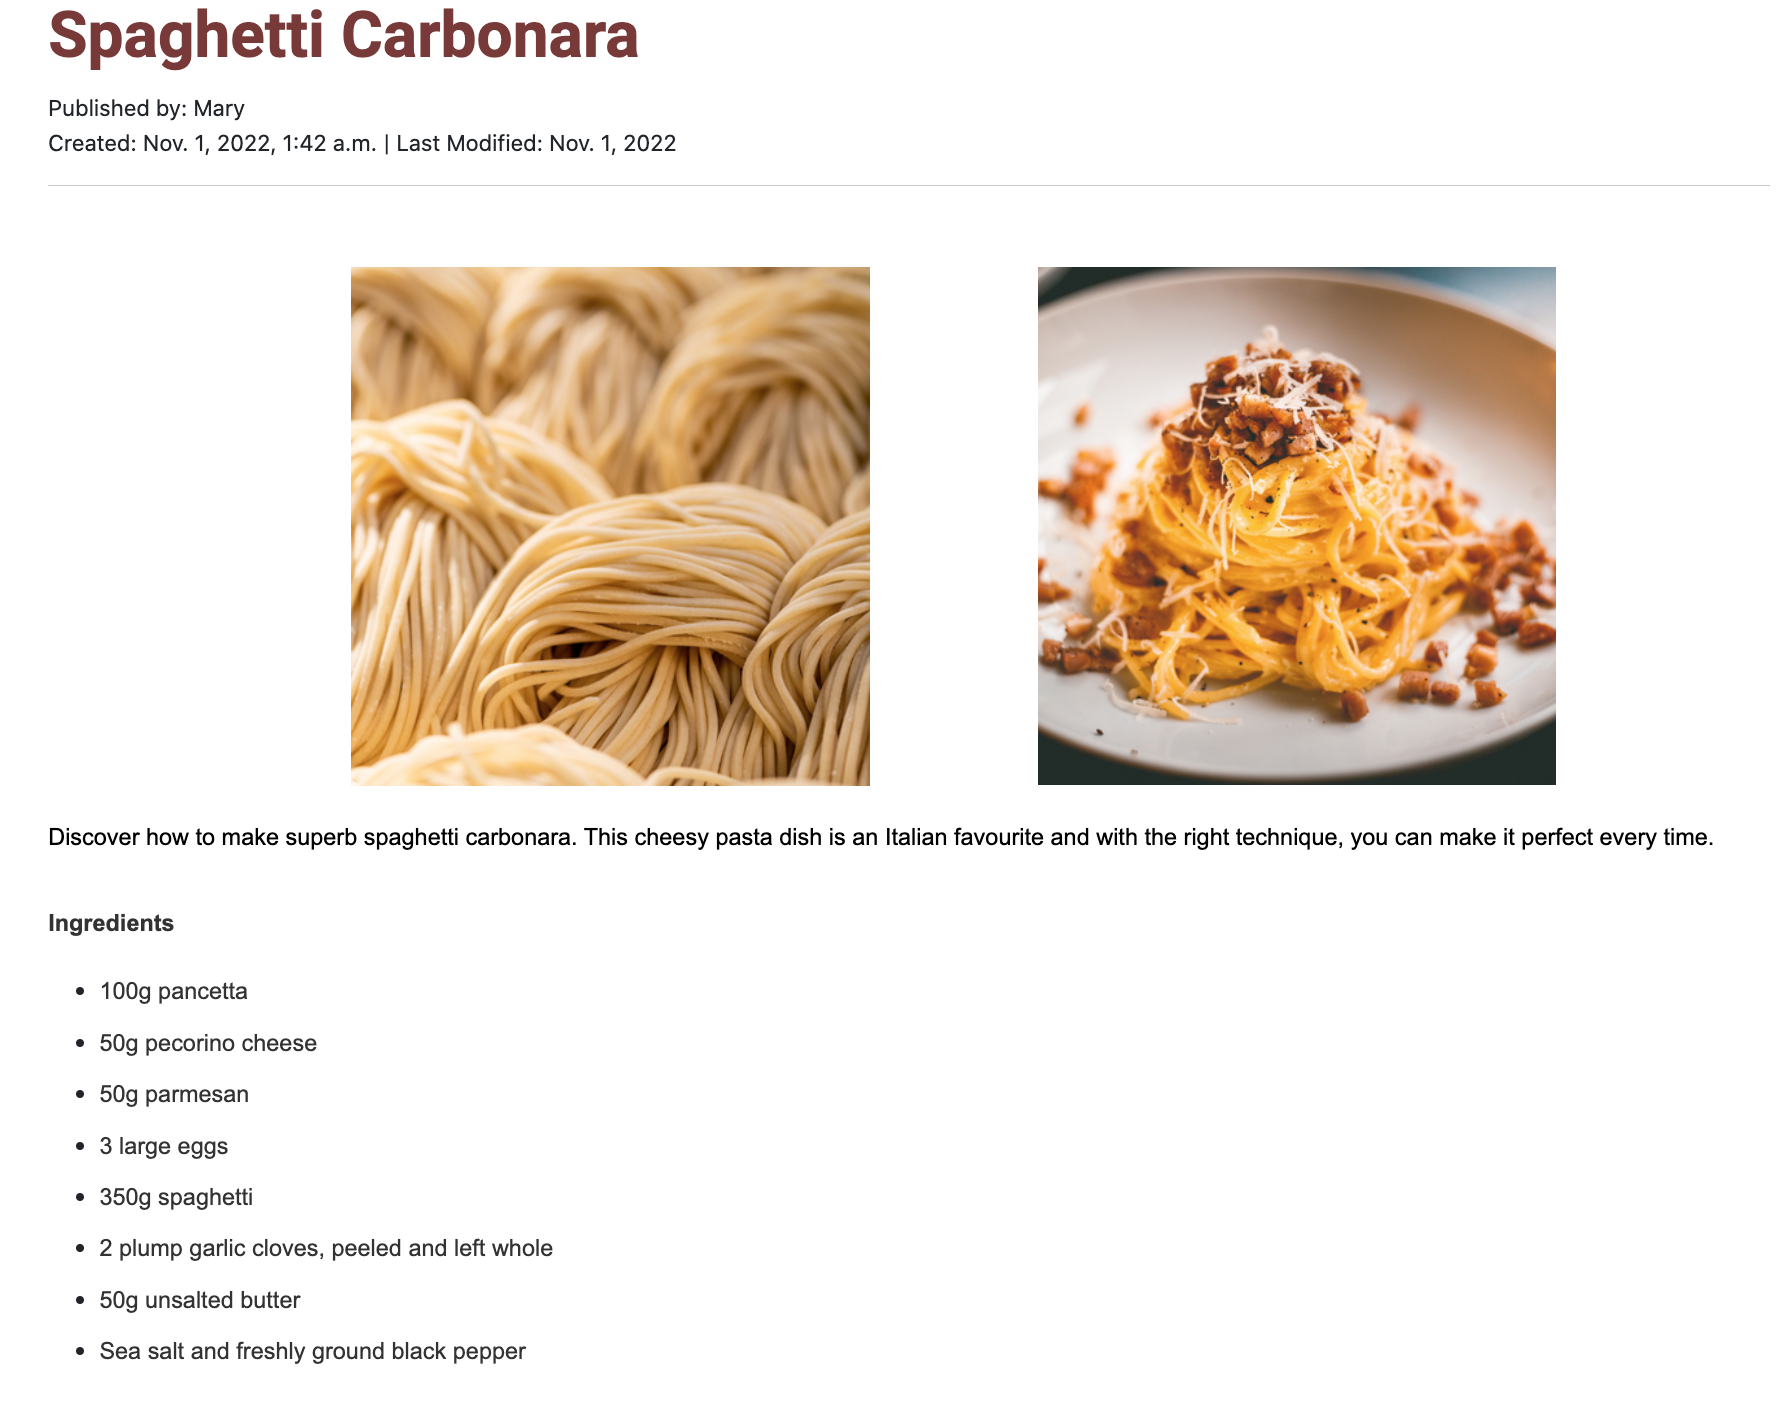 Spaghetti Carbonara
Published by: Mary
Created: Nov. 1, 2022, 1:42 a.m. | Last Modified: Nov. 1, 2022
Discover how to make superb spaghetti carbonara. This cheesy pasta dish is an Italian favourite and with the right technique, you can make it perfect every time.
Ingredients
• 100g pancetta
• 50g pecorino cheese
• 50g parmesan
• 3 large eggs
• 350g spaghetti
• 2 plump garlic cloves, peeled and left whole
• 50g unsalted butter
• Sea salt and freshly ground black pepper